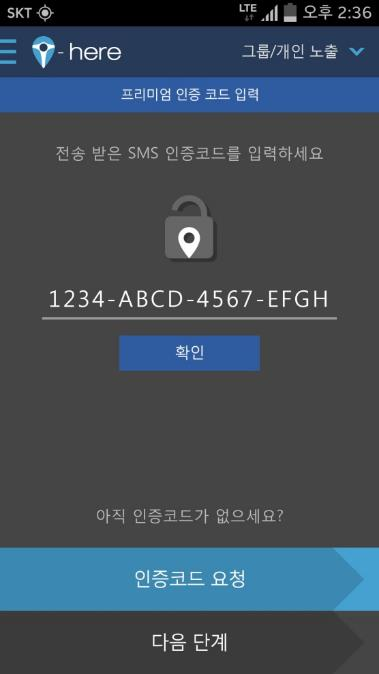 SKT LTE 오후 2:36
- here 그룹/개인 노출
프리미엄 인증 코드 입력
전송 받은 SMS 인증코드를 입력하세요
1234-ABCD-4567-EFGH
확인
아직 인증코드가 없으세요?
인증코드 요청
다음 단계